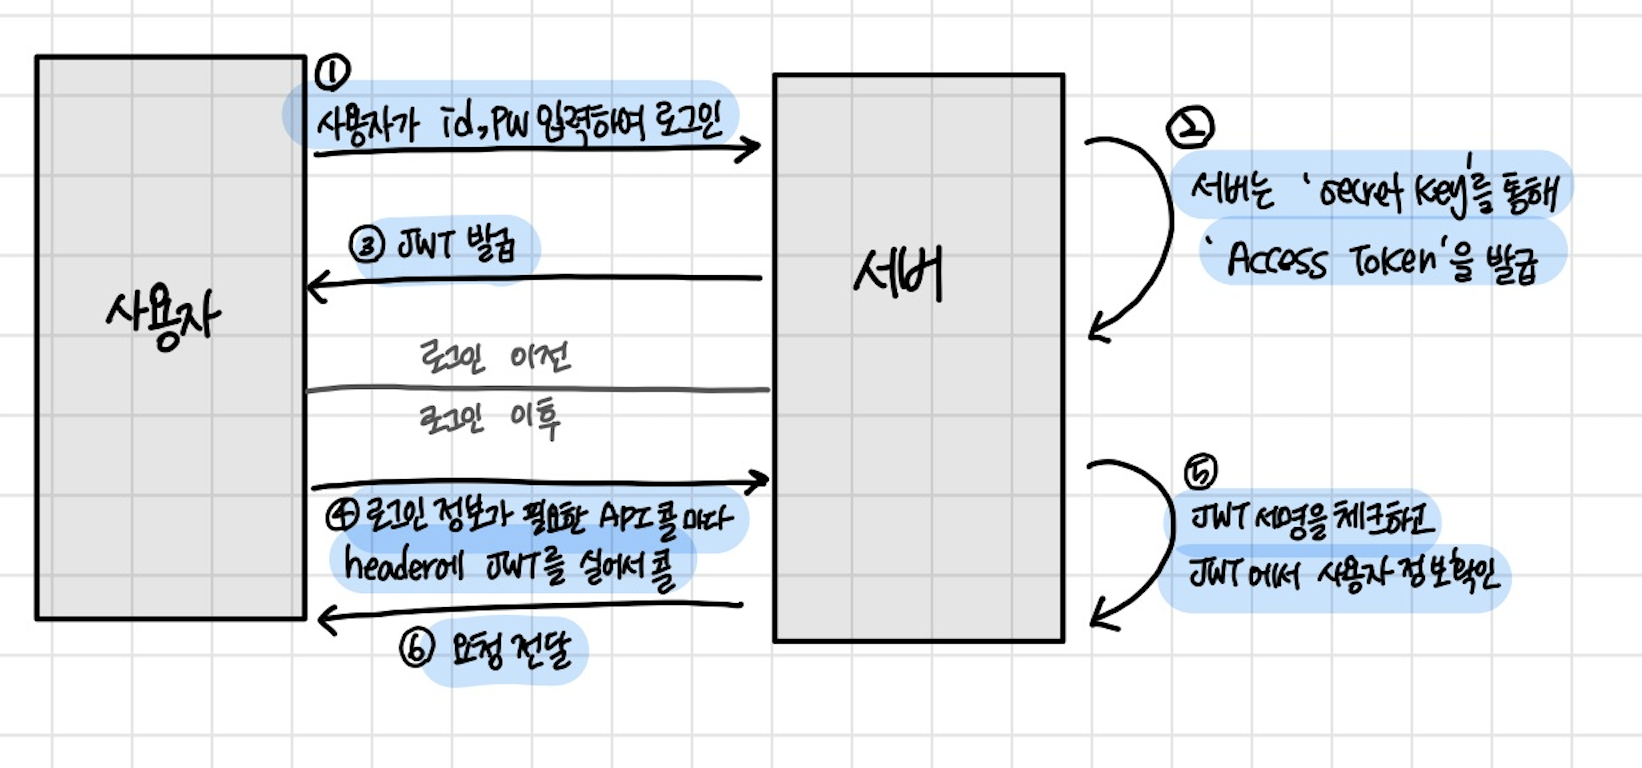 사용자
①
사용자가 id, PW 입력하여 로그인
②
서버는 'secret key'를 통해
'Access Token'을 발급
③ JWT 발급
서버
로그인 이전
로그인 이후
④ 로그인 정보가 필요한 API 콜 마다
header에 JWT를 실어서 콜
⑤
JWT 서명을 체크하고
JWT에서 사용자 정보확인
⑥ 요청 전달